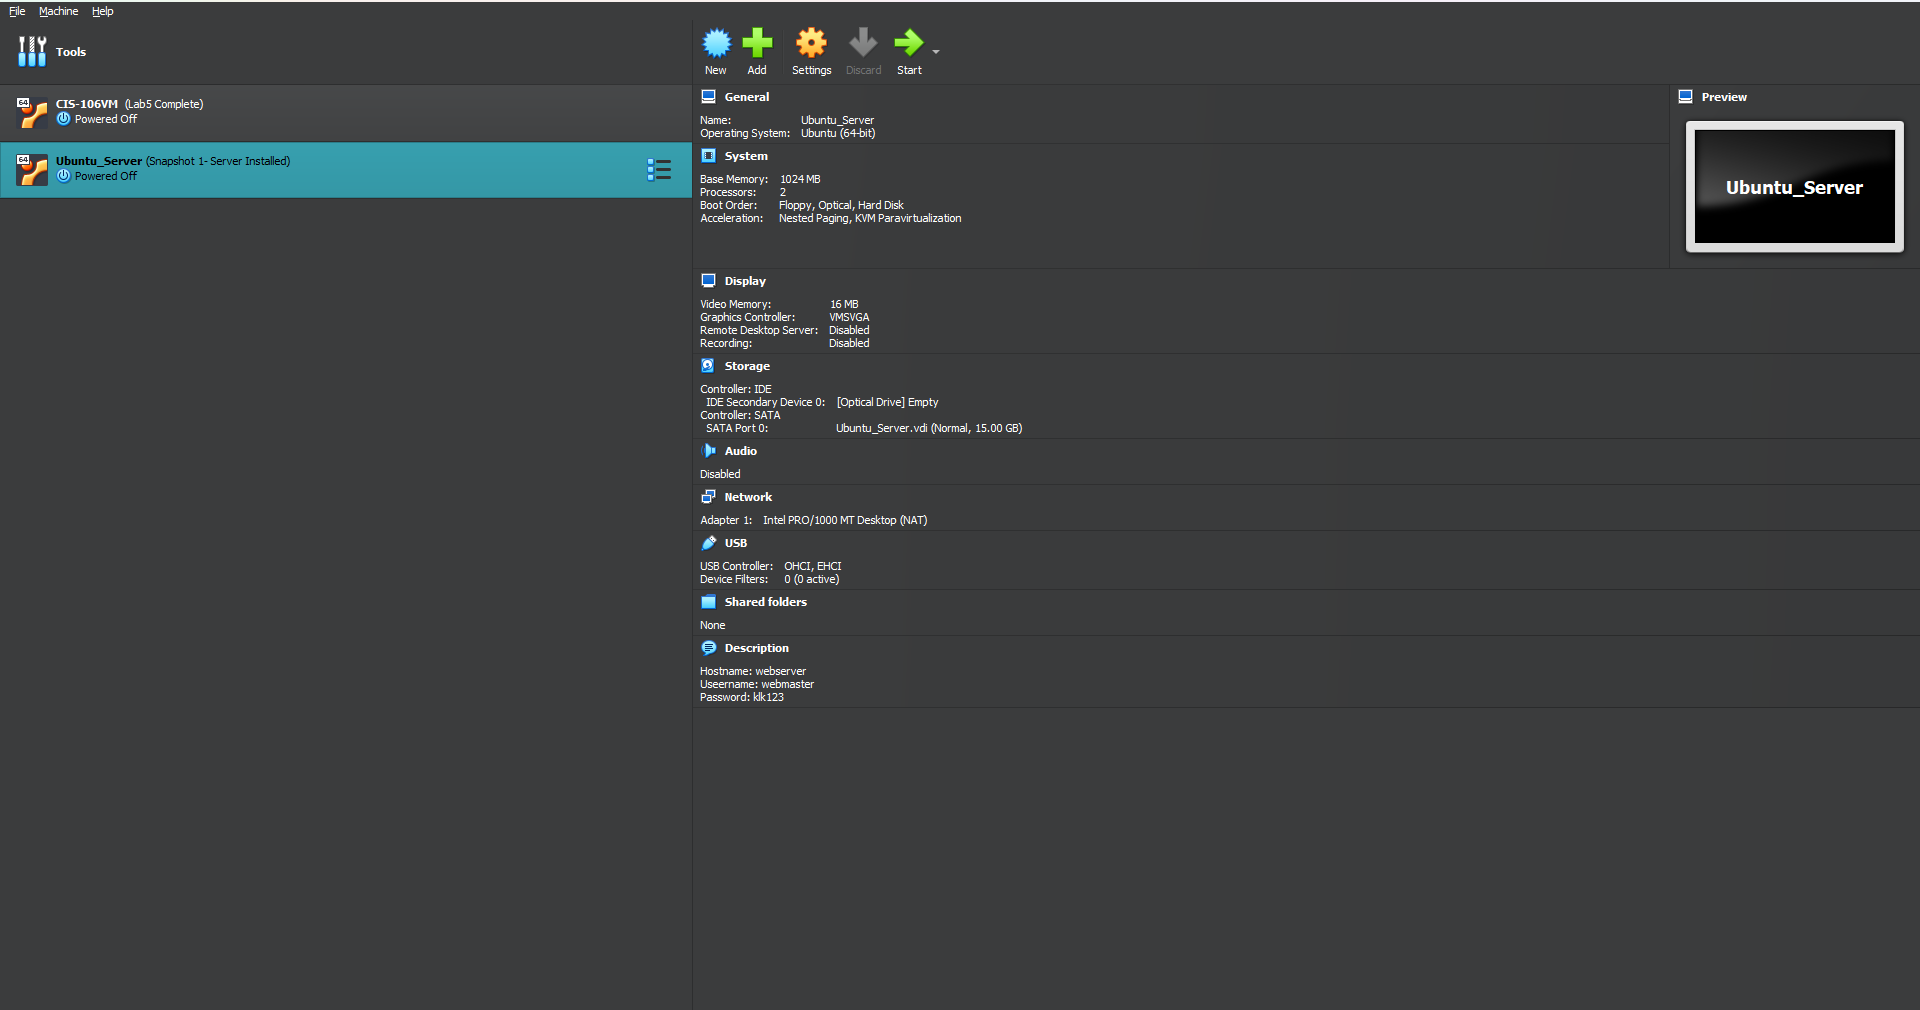 File Machine Help
Tools
New Add Settings Discard Start
64
CIS-106VM (Lab5 Complete)
Powered Off
64
Ubuntu_Server (Snapshot 1- Server Installed)
Powered Off
General
Name: Ubuntu_Server
Operating System: Ubuntu (64-bit)
System
Base Memory: 1024 MB
Processors: 2
Boot Order: Floppy, Optical, Hard Disk
Acceleration: Nested Paging, KVM Paravirtualization
Preview
Ubuntu_Server
Display
Video Memory: 16 MB
Graphics Controller: VMSVGA
Remote Desktop Server: Disabled
Recording: Disabled
Storage
Controller: IDE
IDE Secondary Device 0: [Optical Drive] Empty
Controller: SATA
SATA Port 0: Ubuntu_Server.vdi (Normal, 15.00 GB)
Audio
Disabled
Network
Adapter 1: Intel PRO/1000 MT Desktop (NAT)
USB
USB Controller: OHCI, EHCI
Device Filters: 0 (0 active)
Shared folders
None
Description
Hostname: webserver
Useername: webmaster
Password: klk123